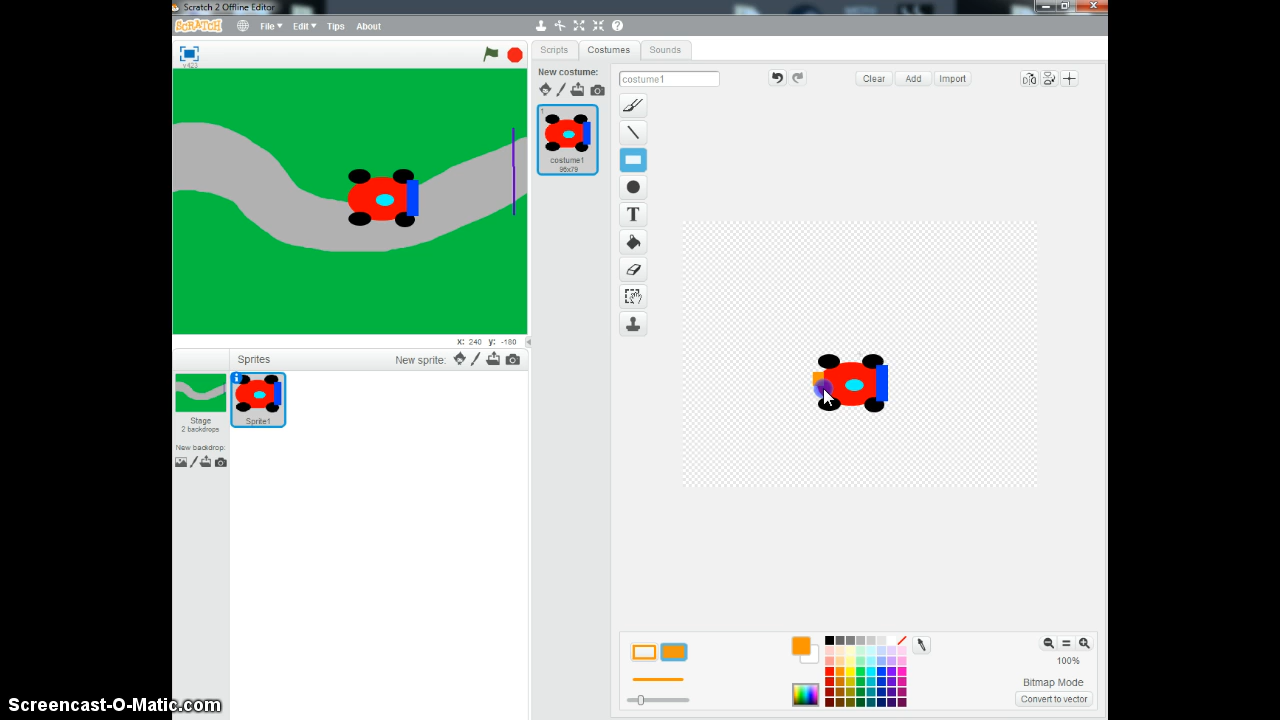 Scratch 2 Offline Editor
SCRATCH File Edit Tips About
v423
Scripts Costumes Sounds
New costume:
costume1
Clear Add Import
1
costume1
95x79
T
x: 240 y: -180
Sprites New sprite:
Stage
2 backdrops
Sprite1
New backdrop:
100%
Bitmap Mode
Convert to vector
Screencast-O-Matic.com